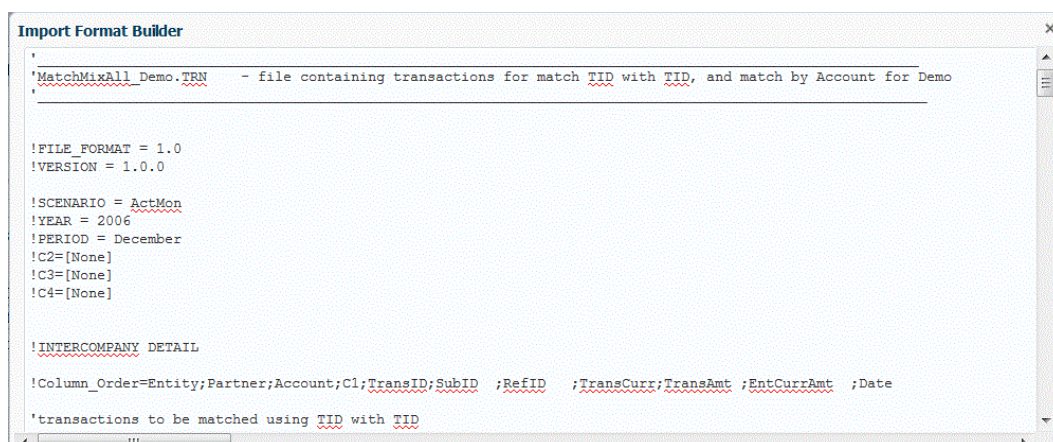 Import Format Builder
'
'MatchMixAll_Demo.TRN - file containing transactions for match TID with TID, and match by Account for Demo
'
!FILE_FORMAT = 1.0
!VERSION = 1.0.0
!SCENARIO = ActMon
!YEAR = 2006
!PERIOD = December
!C2=[None]
!C3=[None]
!C4=[None]
!INTERCOMPANY DETAIL
!Column_Order=Entity;Partner;Account;C1;TransID;SubID ;RefID ;TransCurr;TransAmt ;EntCurrAmt ;Date
'transactions to be matched using TID with TID